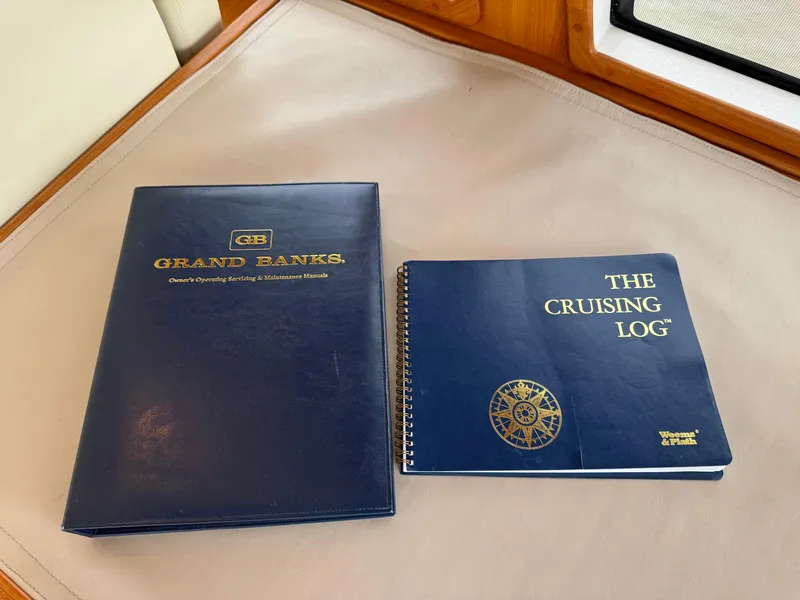 GB
GRAND BANKS®
Owner's Operating Servicing & Maintenance Manuals
THE
CRUISING
LOG™
Weems®
& Plath